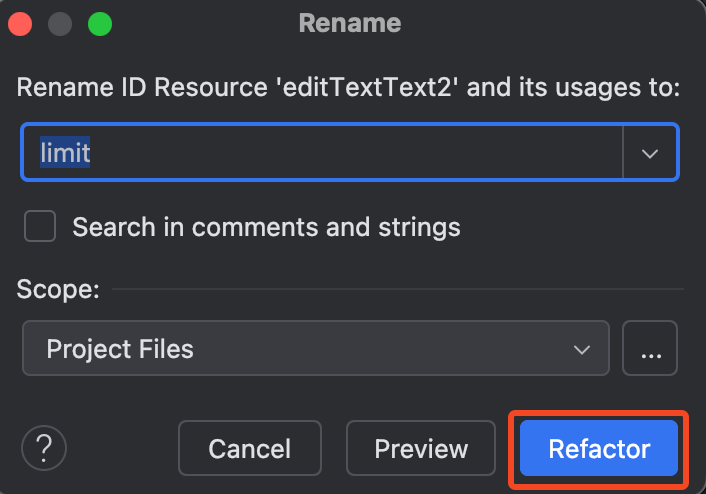 Rename
Rename ID Resource 'editTextText2' and its usages to:
limit
Search in comments and strings
Scope:
Project Files
...
?
Cancel
Preview
Refactor